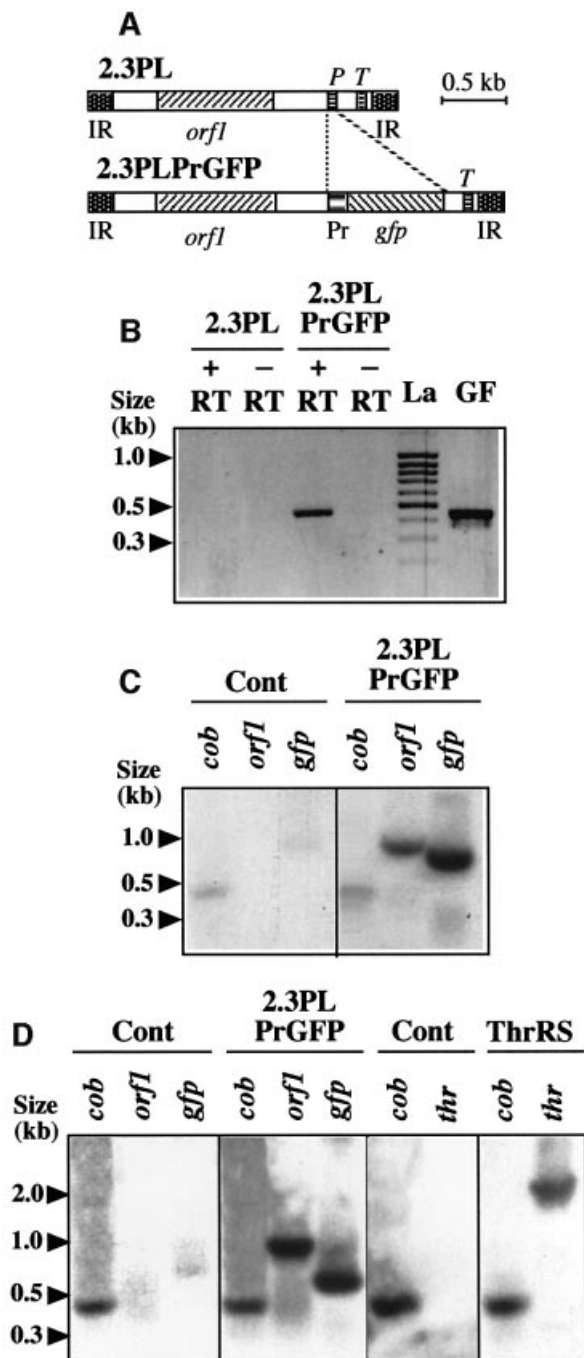 A
2.3PL
P T
0.5 kb
IR orf1 IR
2.3PLPrGFP
T
IR orf1 Pr gfp IR
B
2.3PL
2.3PL PrGFP
+ − + −
RT RT RT RT La GF
Size (kb)
1.0
0.5
0.3
C
Cont
2.3PL PrGFP
cob orf1 gfp cob orf1 gfp
Size (kb)
1.0
0.5
0.3
D
Cont
2.3PL PrGFP
Cont ThrRS
cob orf1 gfp cob orf1 gfp cob thr cob thr
Size (kb)
2.0
1.0
0.5
0.3